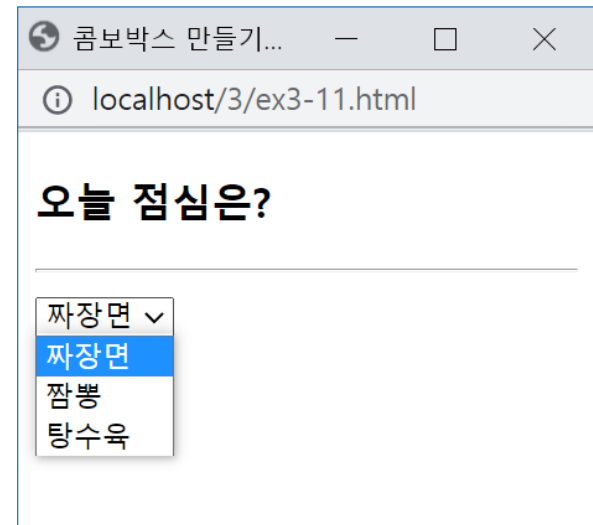 콤보박스 만들기...
localhost/3/ex3-11.html
오늘 점심은?
짜장면
짜장면
짬뽕
탕수육